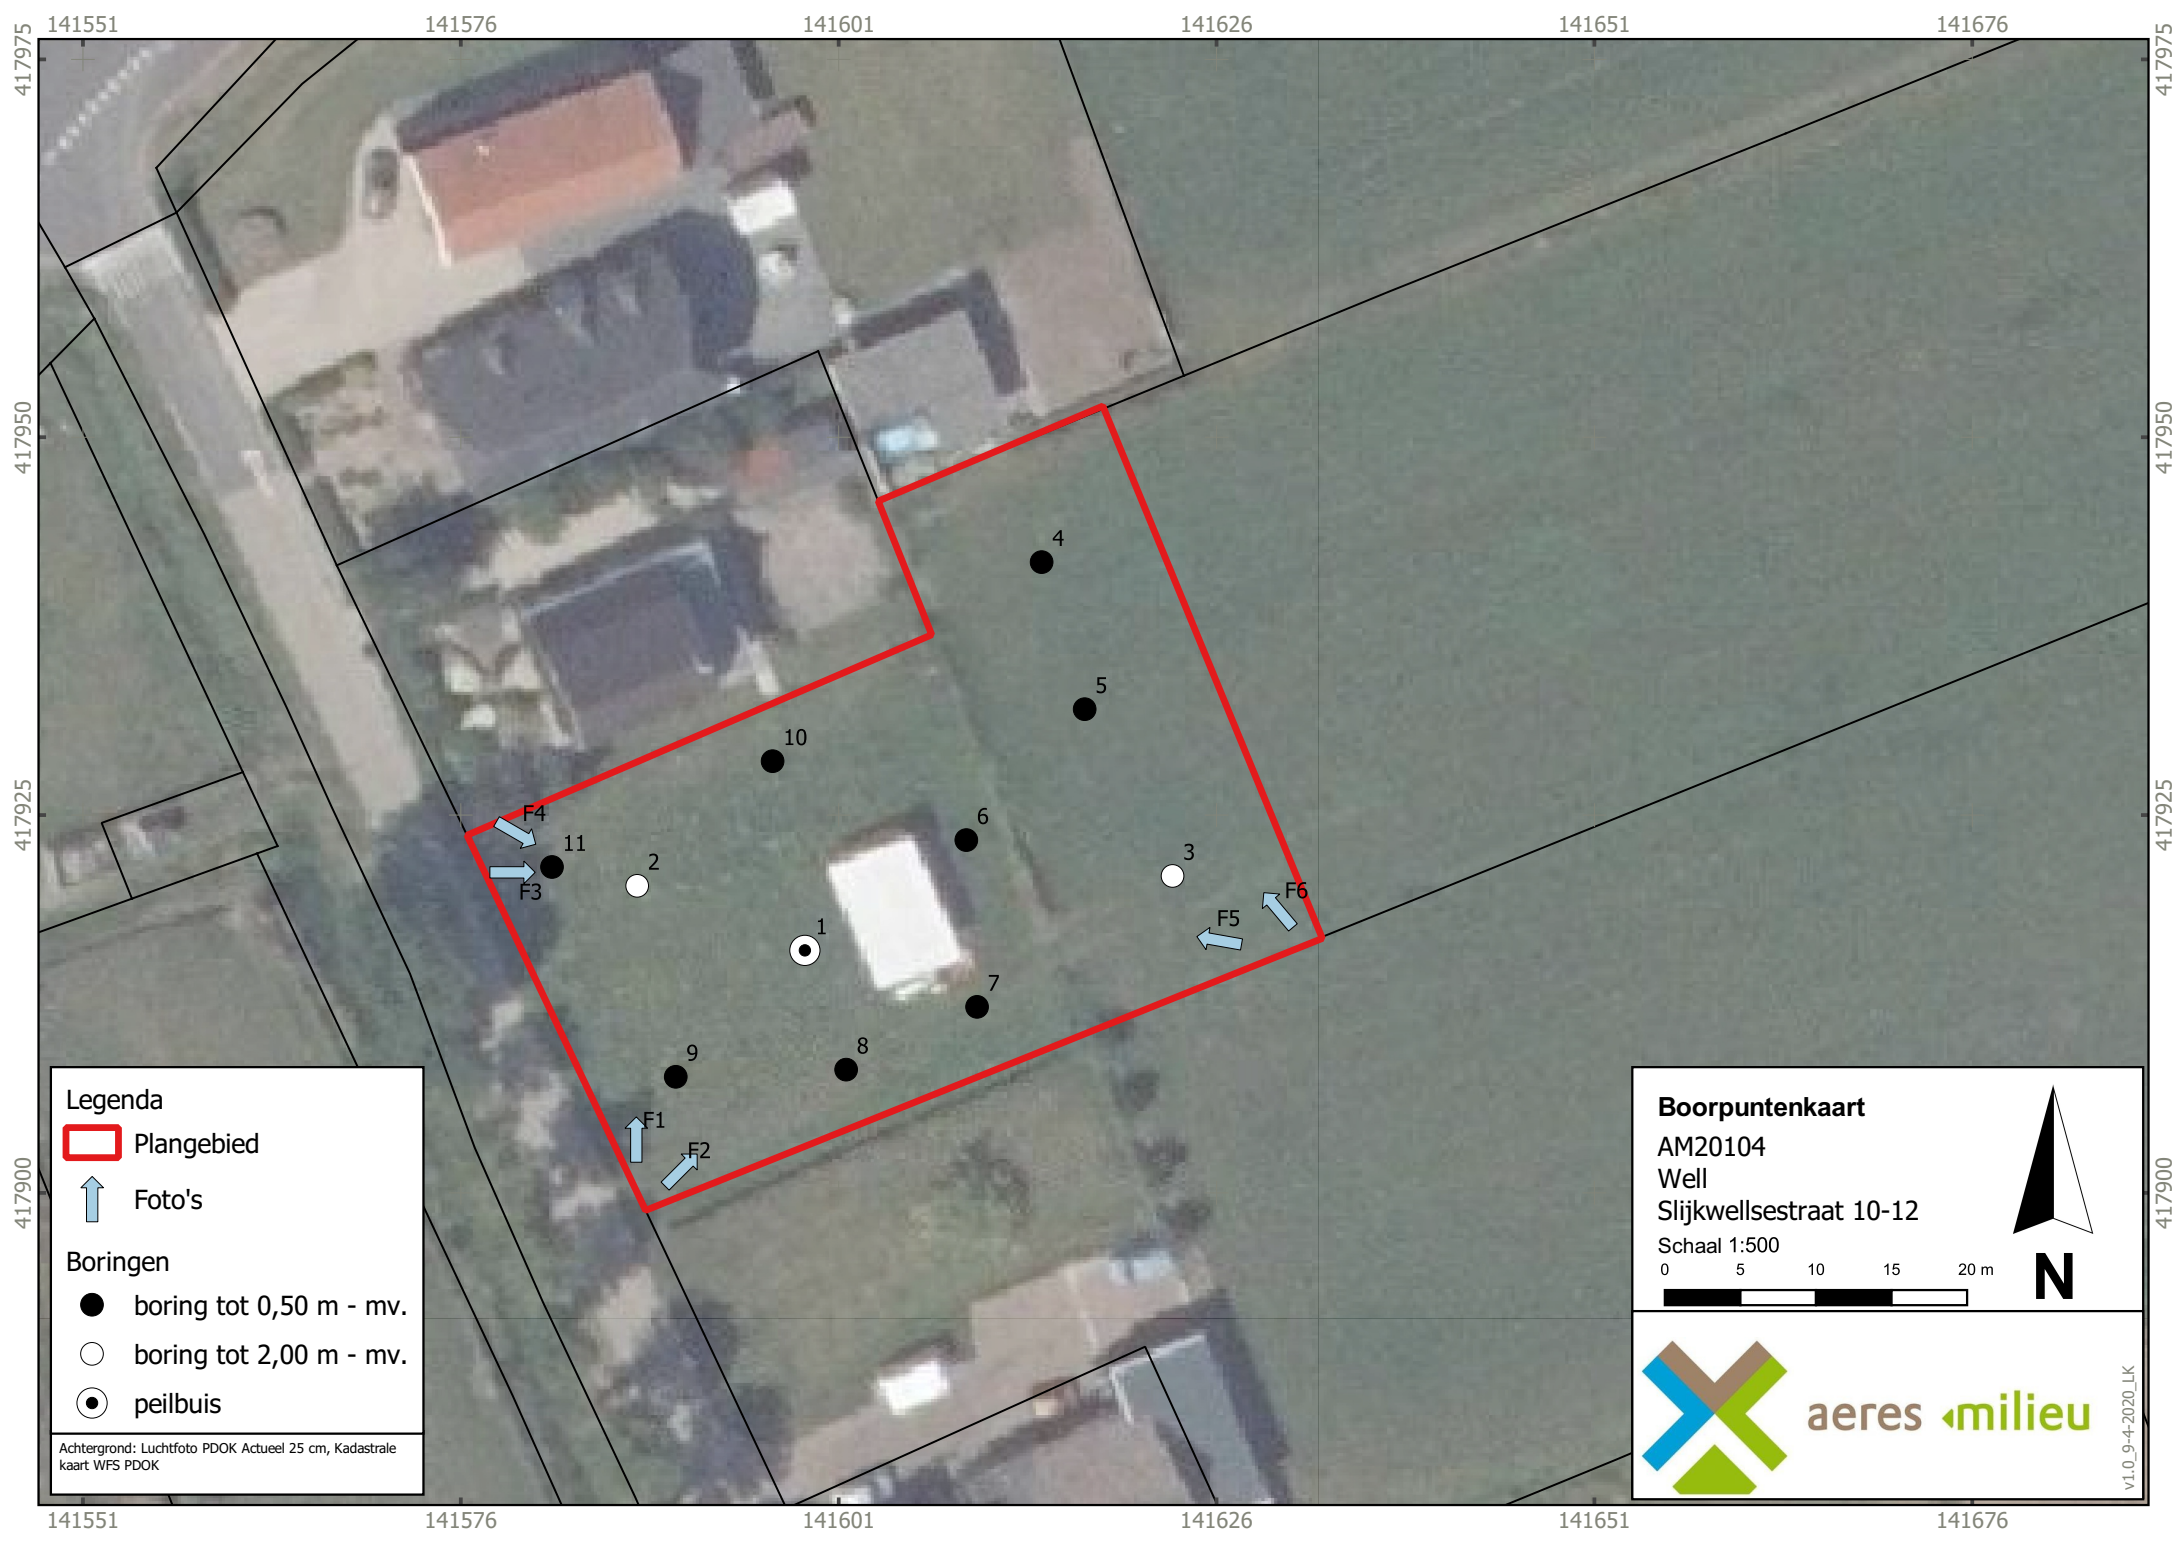 141551 141576 141601 141626 141651 141676
417975 417975
417950 417950
417925 417925
417900 417900
4
5
10
6
F4
11
2
3
F3
F6
F5
1
7
8
9
F1
F2
Legenda
Plangebied
Foto's
Boringen
boring tot 0,50 m - mv.
boring tot 2,00 m - mv.
peilbuis
Achtergrond: Luchtfoto PDOK Actueel 25 cm, Kadastrale
kaart WFS PDOK
Boorpuntenkaart
AM20104
Well
Slijkwellsestraat 10-12
Schaal 1:500
0 5 10 15 20 m
N
aeres milieu
v1.0_9-4-2020_LK
141551 141576 141601 141626 141651 141676